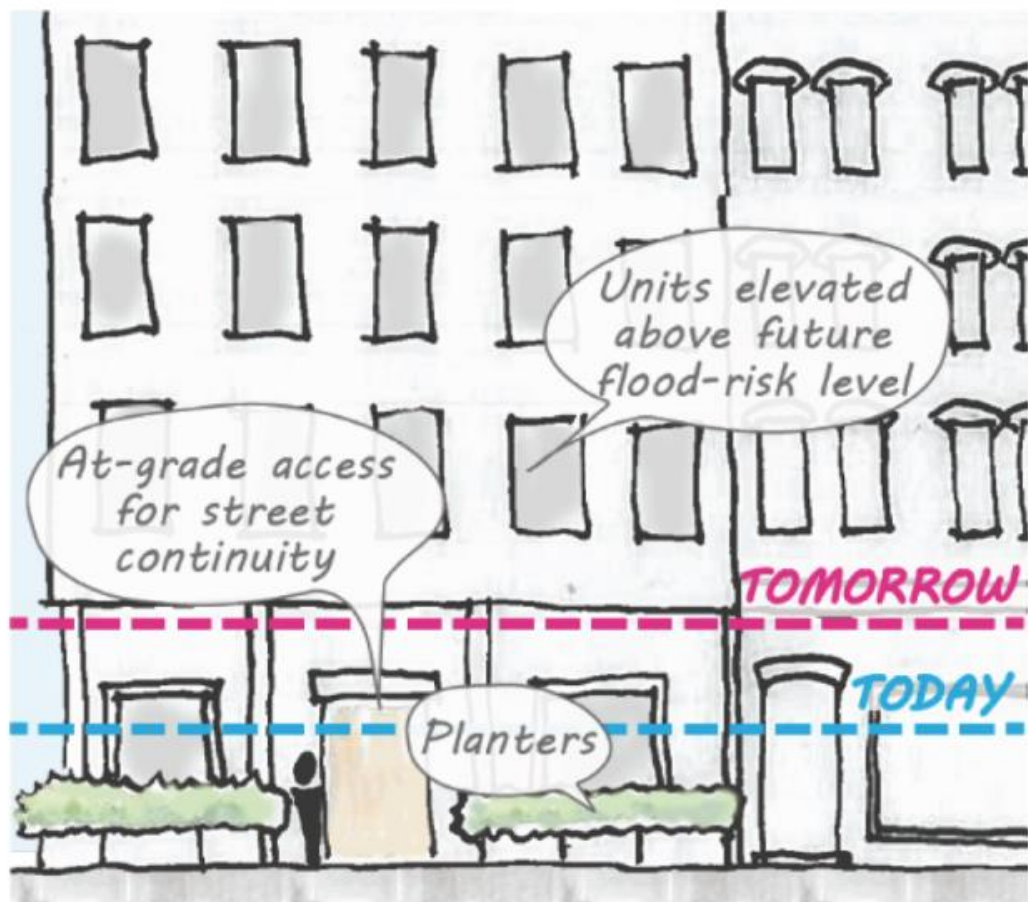 Units elevated
above future
flood-risk level
At-grade access
for street
continuity
TOMORROW
TODAY
Planters